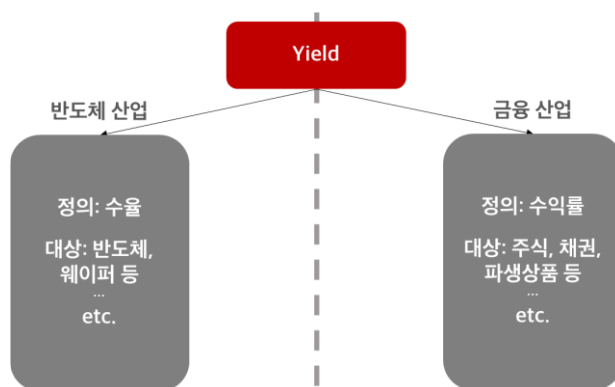 Yield
반도체 산업
금융 산업
정의: 수율
대상: 반도체,
웨이퍼 등
...
etc.
정의: 수익률
대상: 주식, 채권,
파생상품 등
...
etc.